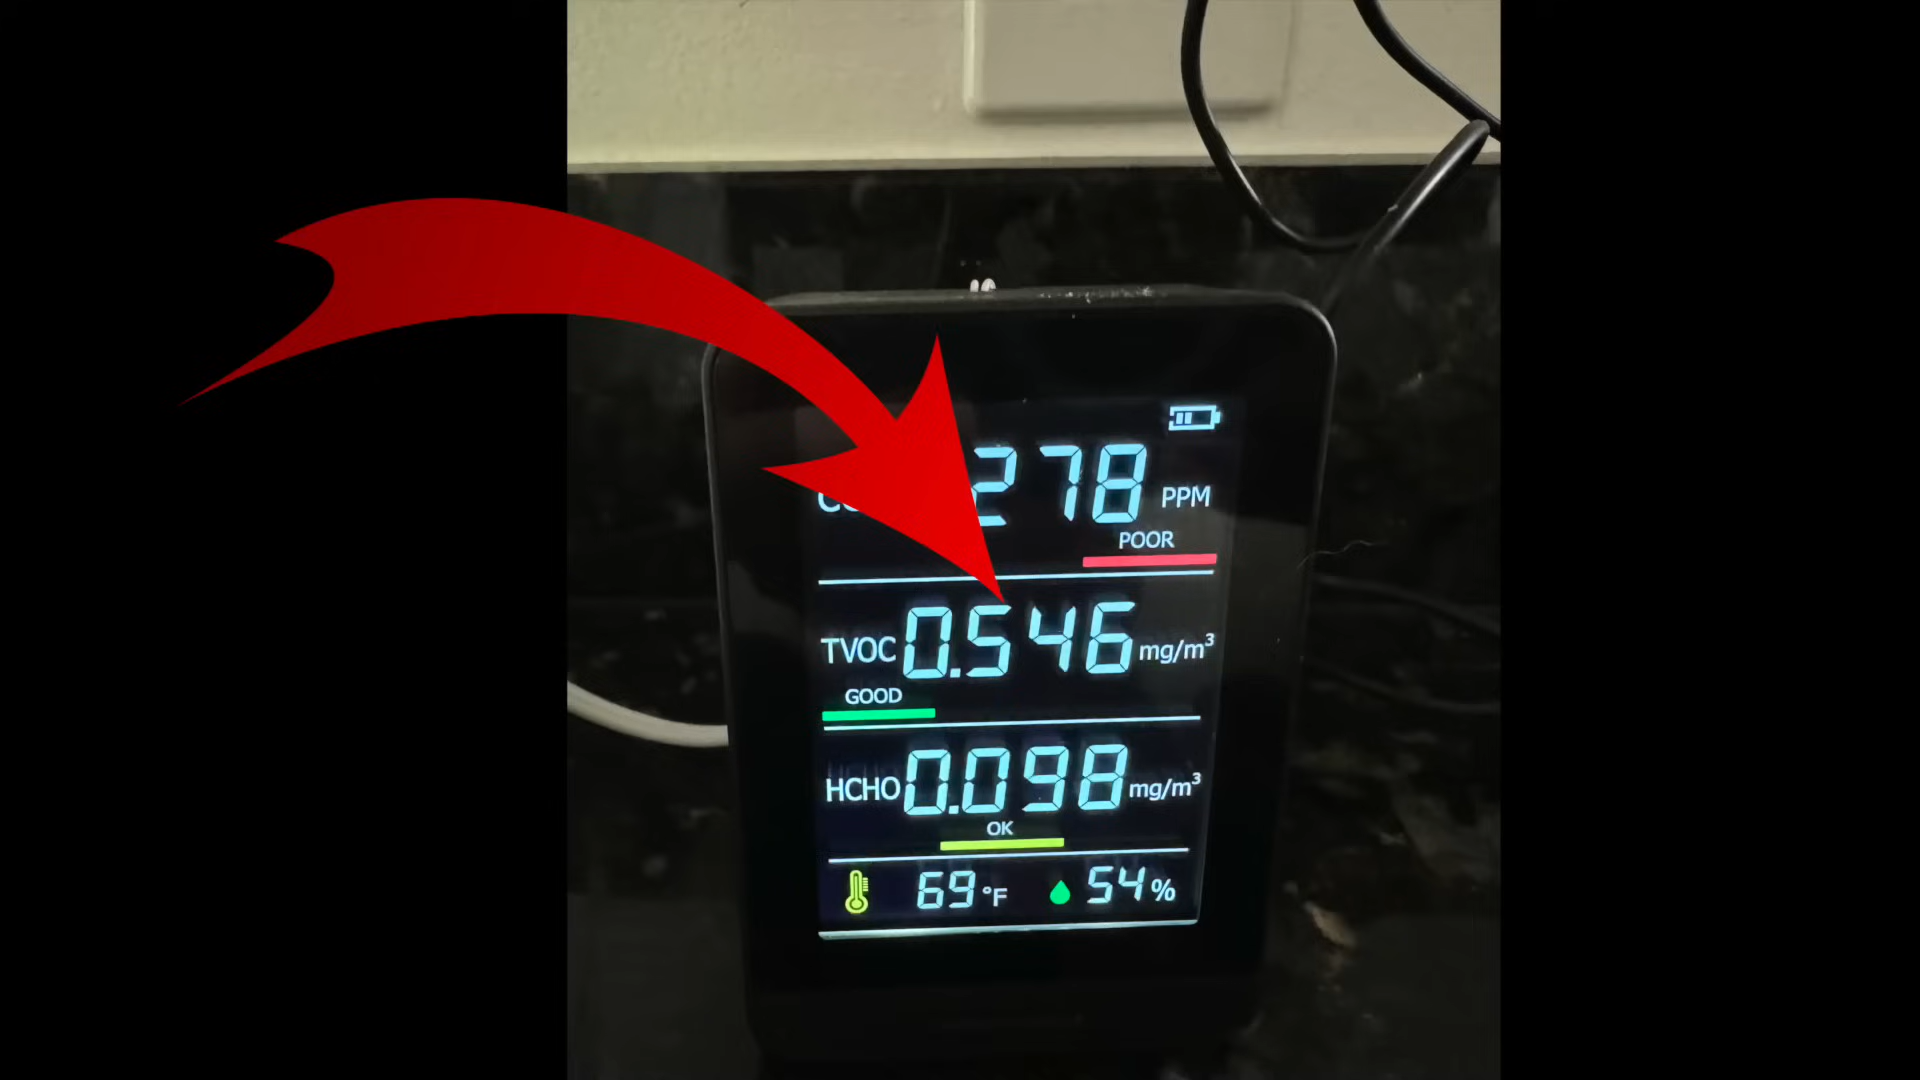 278 PPM
POOR
TVOC 0.546 mg/m³
GOOD
HCHO 0.098 mg/m³
OK
69 °F 54 %